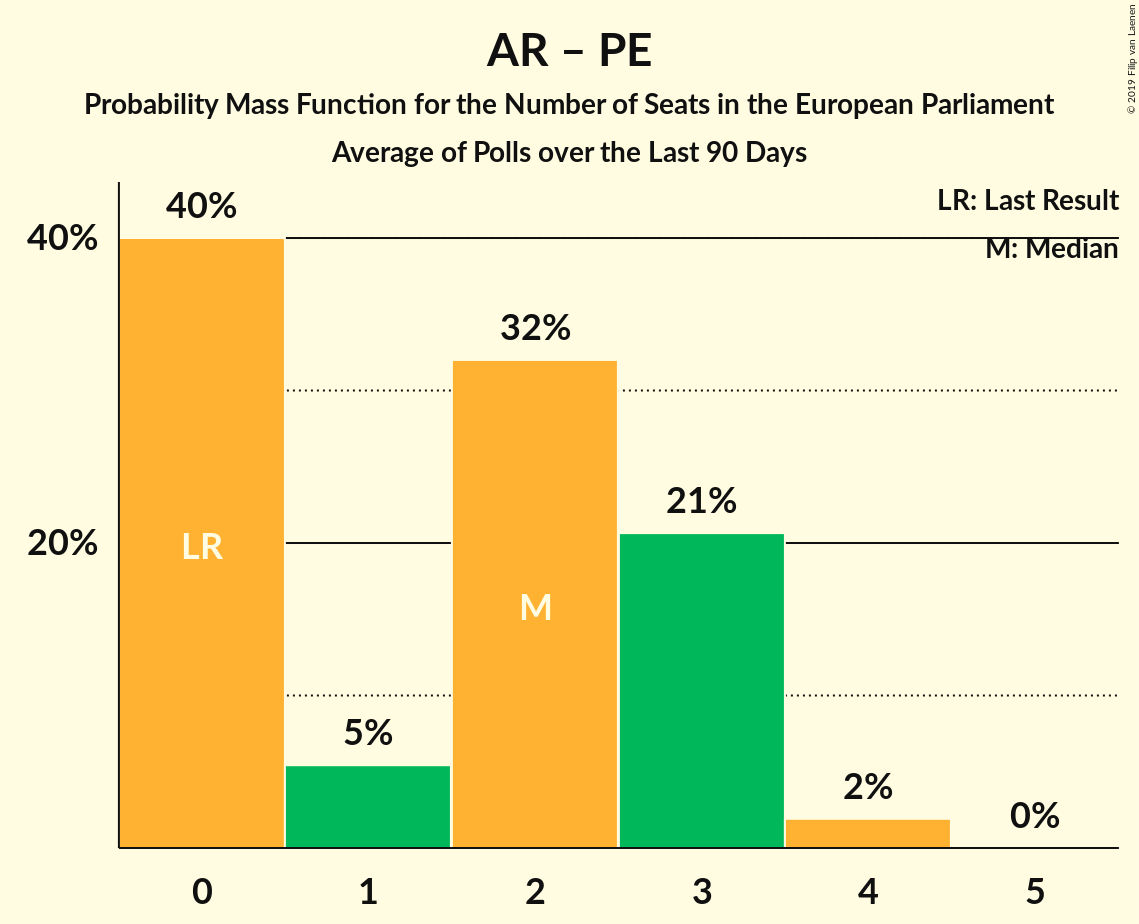 AR – PE
Probability Mass Function for the Number of Seats in the European Parliament
Average of Polls over the Last 90 Days
© 2019 Filip van Laenen
LR: Last Result
M: Median
40%
20%
40%
5%
32%
21%
2%
0%
LR
M
0 1 2 3 4 5